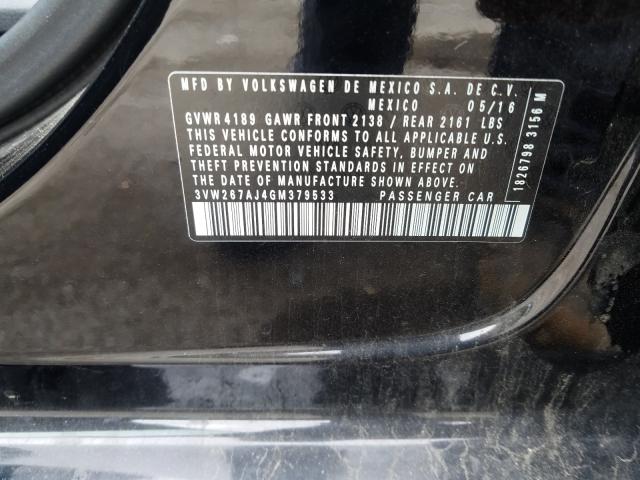 MFD BY VOLKSWAGEN DE MEXICO S.A. DE C.V.
MEXICO 05/16
GVWR 4189 GAWR FRONT 2138 / REAR 2161 LBS
THIS VEHICLE CONFORMS TO ALL APPLICABLE U.S.
FEDERAL MOTOR VEHICLE SAFETY, BUMPER AND
THEFT PREVENTION STANDARDS IN EFFECT ON
THE DATE OF MANUFACTURE SHOWN ABOVE.
3VW267AJ4GM379533 PASSENGER CAR
1826798 3156 M